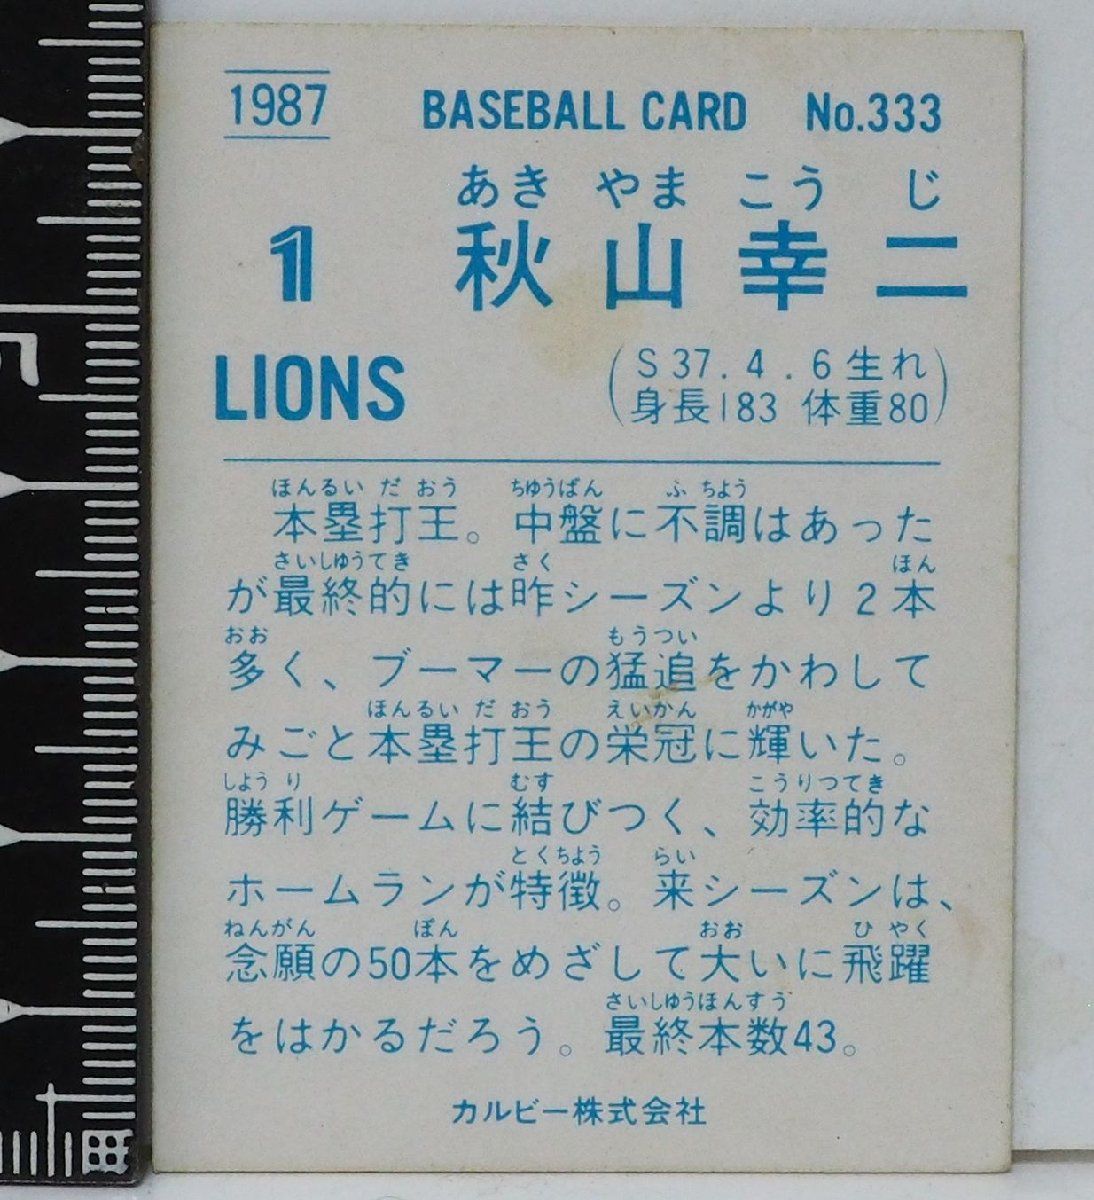 1987 BASEBALL CARD No.333
あき やま こう じ
1 秋山幸二
LIONS
(S37.4.6生れ
身長183 体重80)
ほんるい だ おう ちゆうばん ふ ちよう
本塁打王。中盤に不調はあった
さいしゆうてき さく ほん
が最終的には昨シーズンより2本
おお もうつい
多く、ブーマーの猛追をかわして
ほんるい だ おう えいかん かがや
みごと本塁打王の栄冠に輝いた。
しよう り むす こうりつてき
勝利ゲームに結びつく、効率的な
とくちよう らい
ホームランが特徴。来シーズンは、
ねんがん ぽん おお ひ やく
念願の50本をめざして大いに飛躍
さいしゆうほんすう
をはかるだろう。最終本数43。
カルビー株式会社